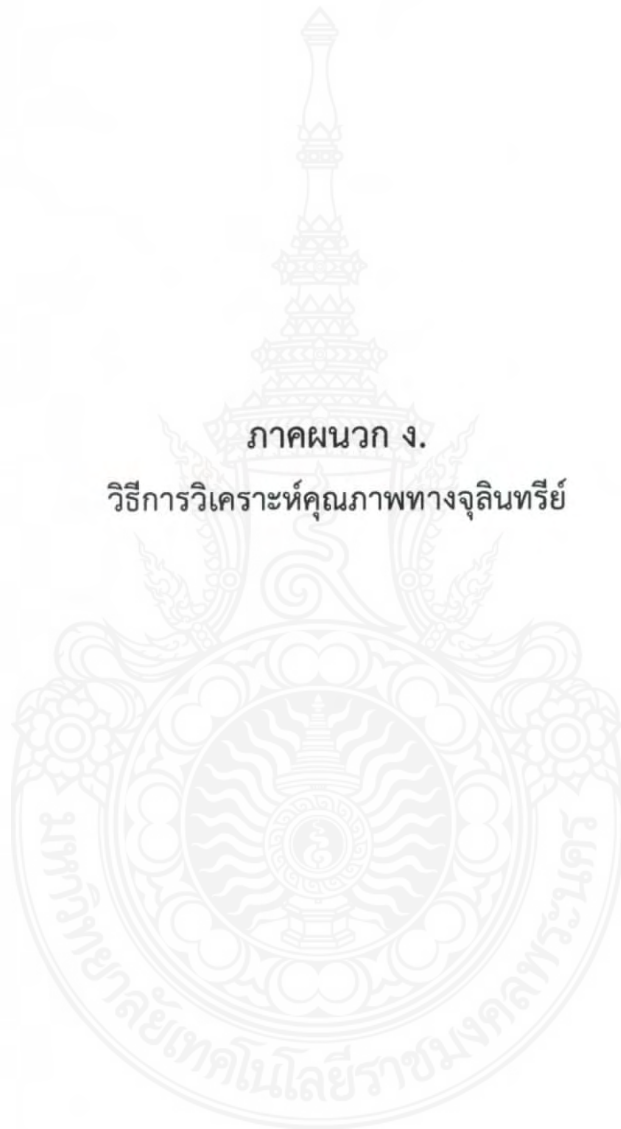 ภาคผนวก ง.
วิธีการวิเคราะห์คุณภาพทางจุลินทรีย์
มหาวิทยาลัยเทคโนโลยีราชมงคลพระนคร